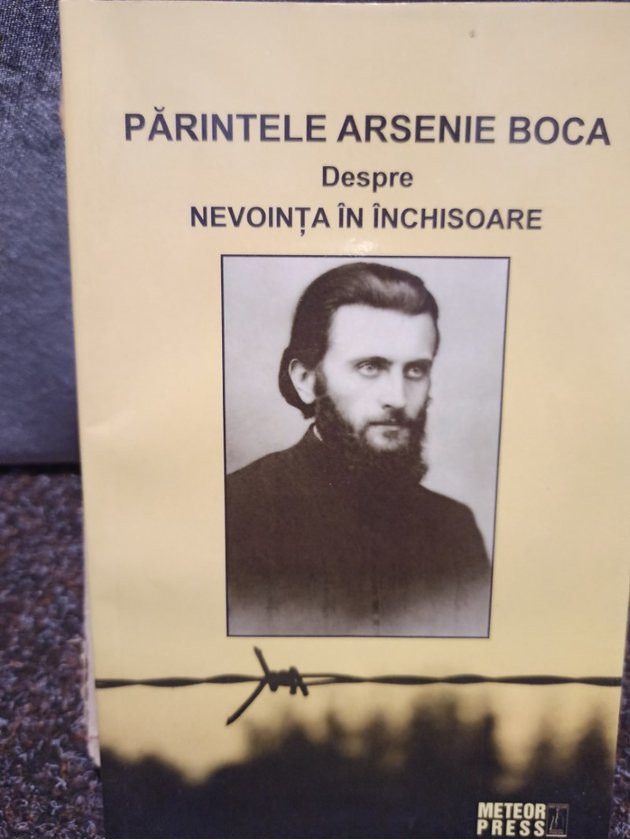 PĂRINTELE ARSENIE BOCA
Despre
NEVOINȚA ÎN ÎNCHISOARE
METEOR
PRESS